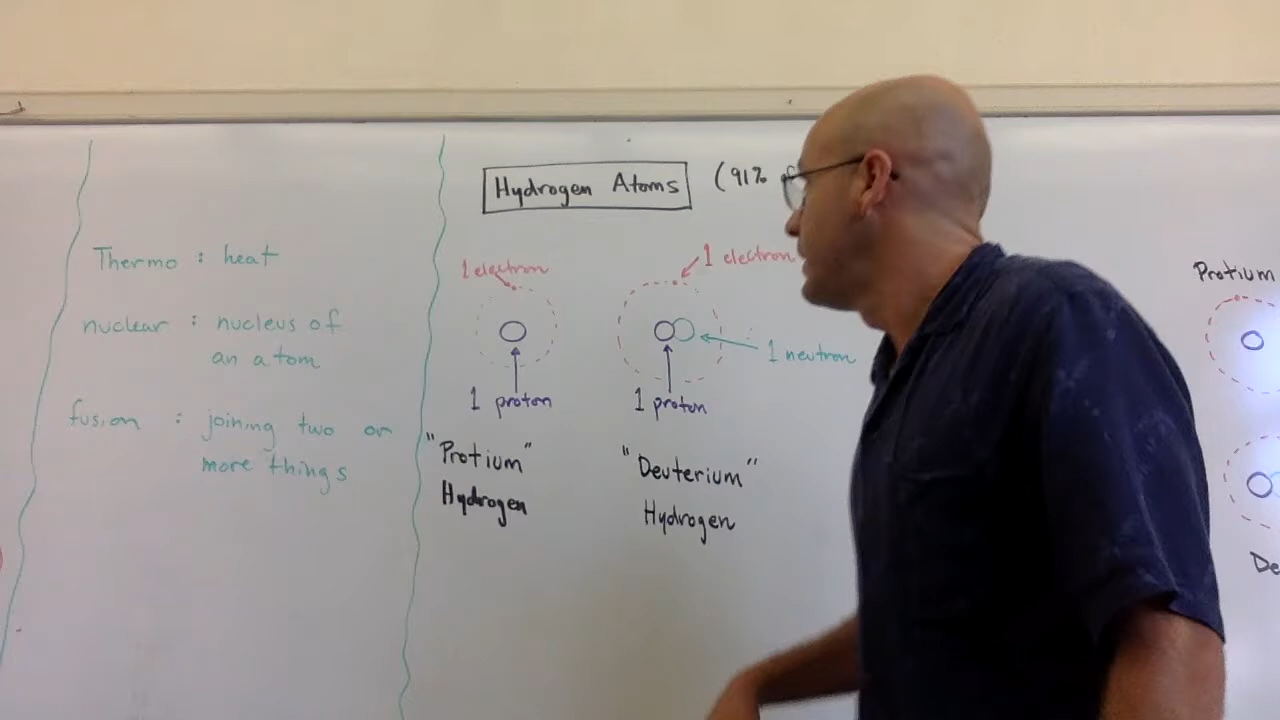 Thermo : heat
nuclear : nucleus of
an atom
fusion : joining two or
more things
Hydrogen Atoms (91%
1 electron
1 proton
"Protium"
Hydrogen
1 electron
1 neutron
1 proton
"Deuterium"
Hydrogen
Protium
De